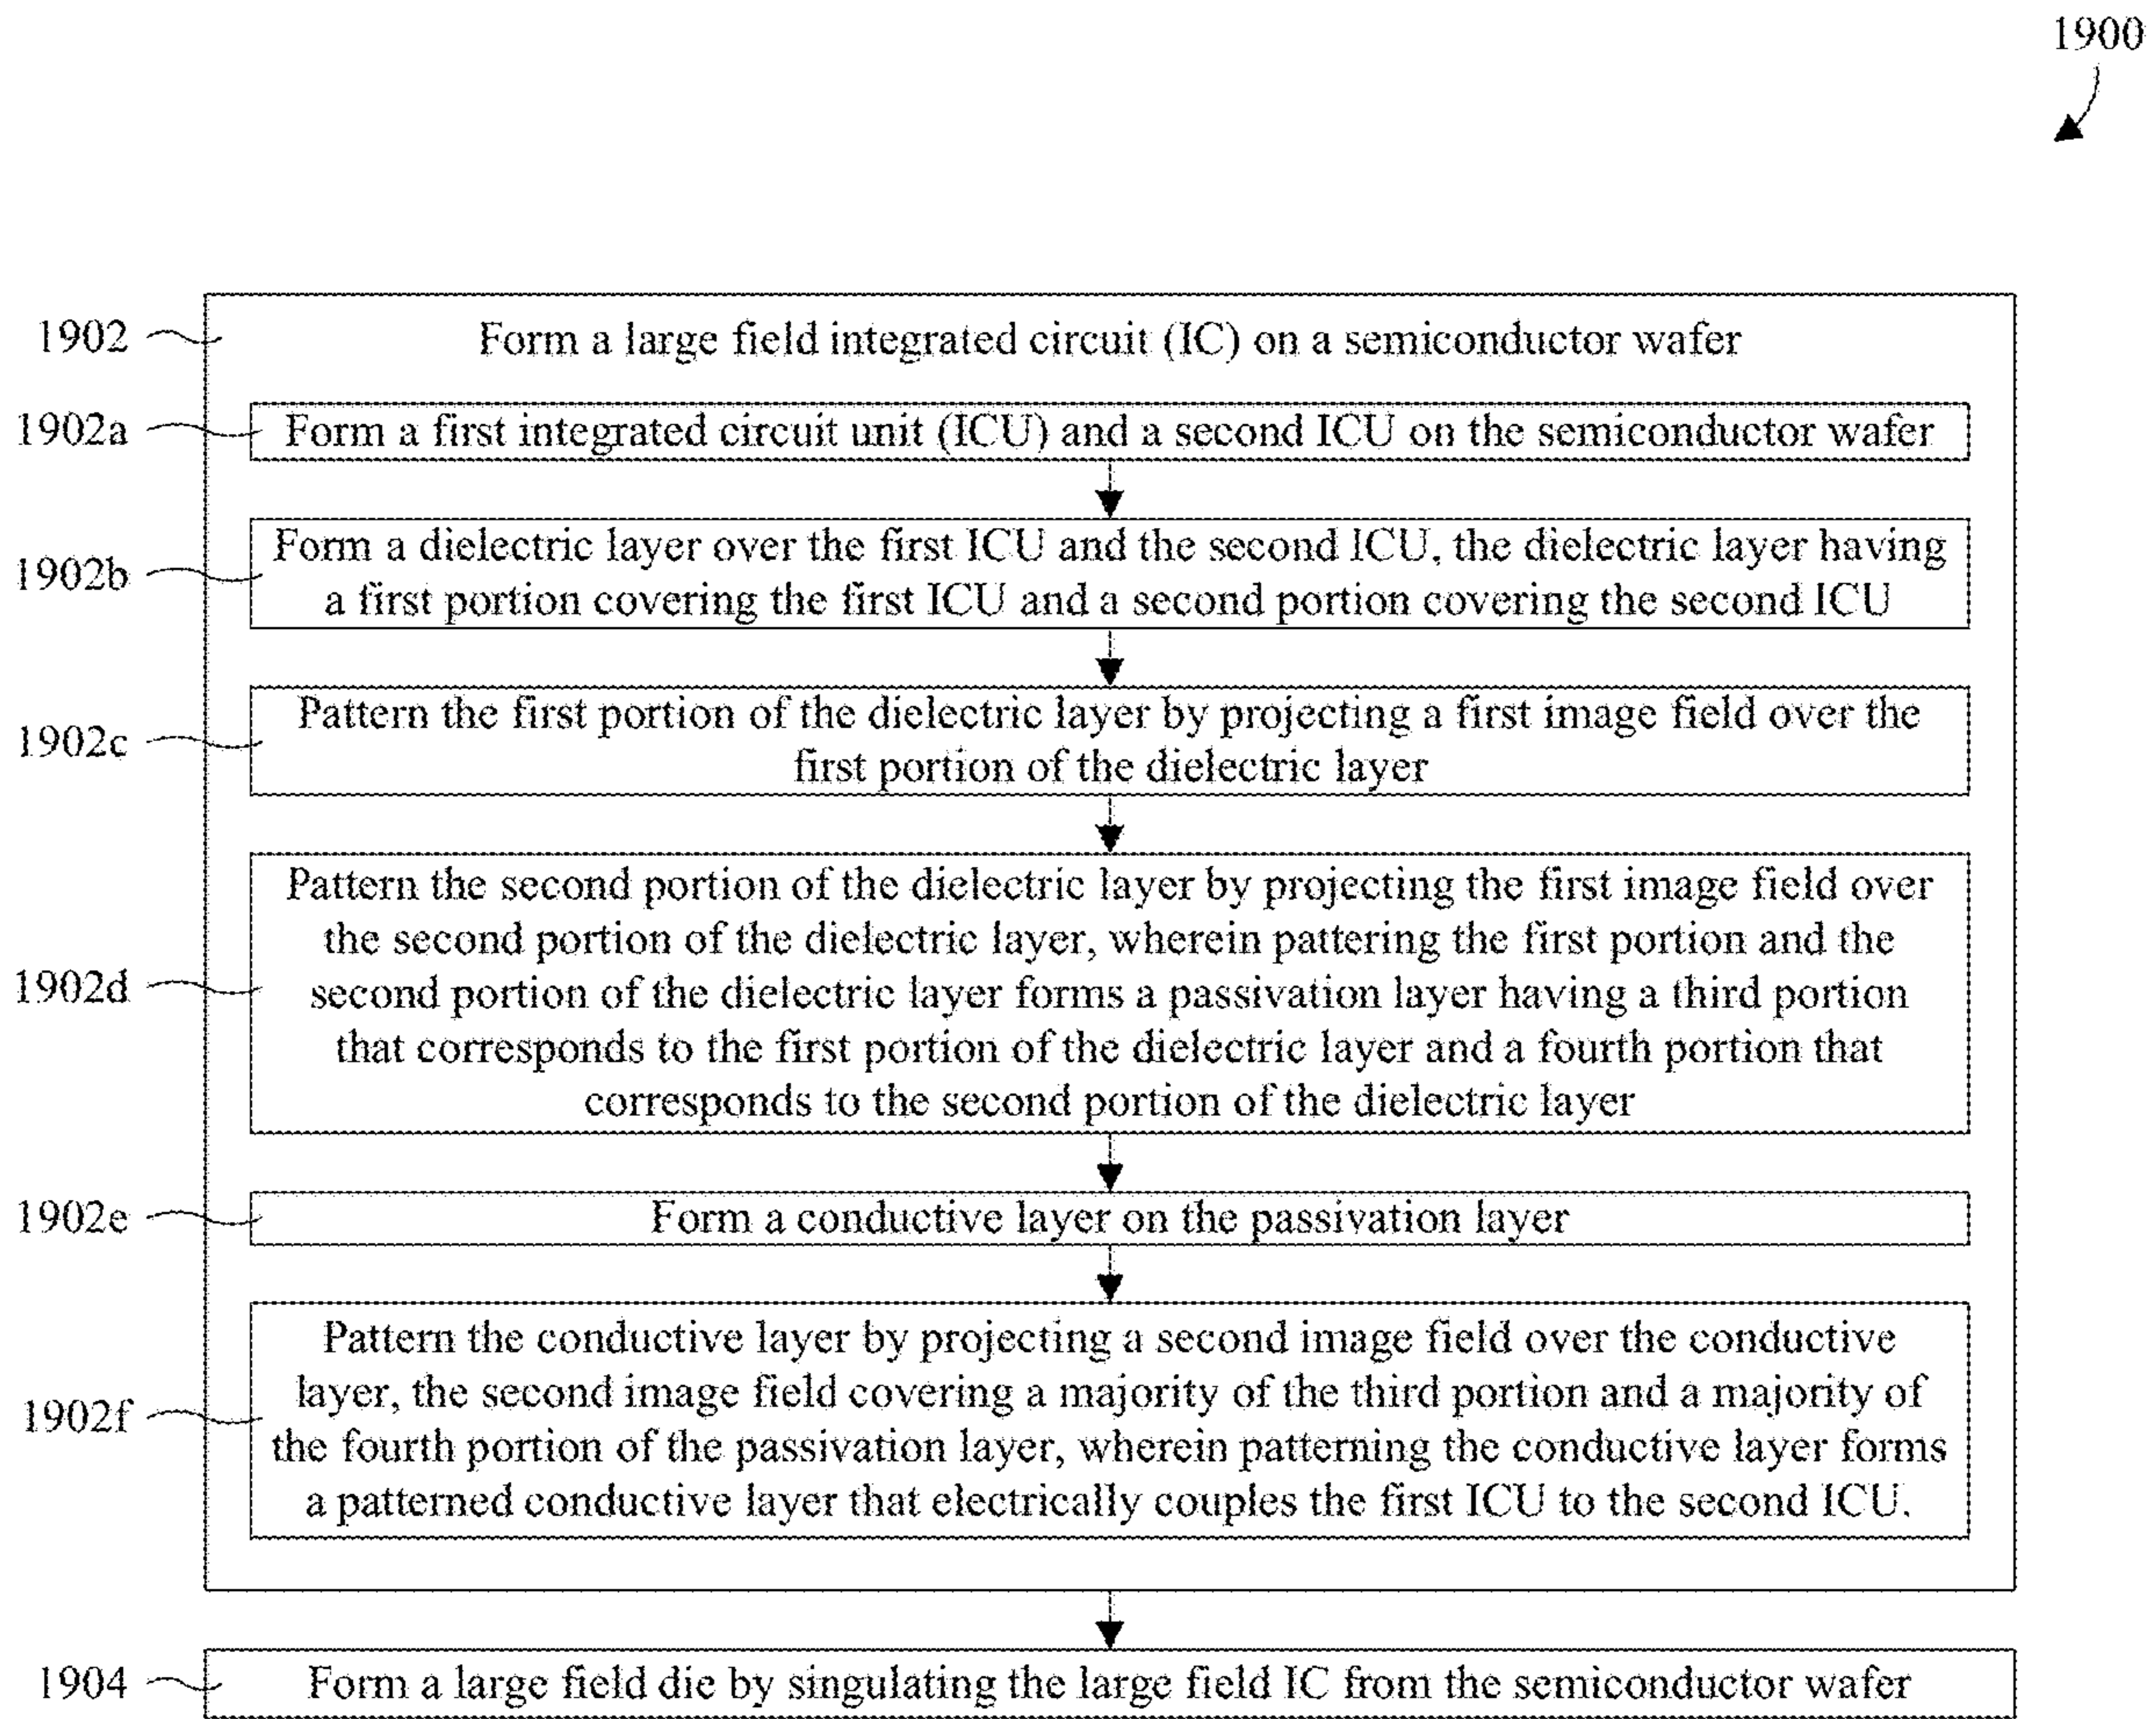 1900
1902
Form a large field integrated circuit (IC) on a semiconductor wafer
1902a
Form a first integrated circuit unit (ICU) and a second ICU on the semiconductor wafer
1902b
Form a dielectric layer over the first ICU and the second ICU, the dielectric layer having
a first portion covering the first ICU and a second portion covering the second ICU
1902c
Pattern the first portion of the dielectric layer by projecting a first image field over the
first portion of the dielectric layer
1902d
Pattern the second portion of the dielectric layer by projecting the first image field over
the second portion of the dielectric layer, wherein pattering the first portion and the
second portion of the dielectric layer forms a passivation layer having a third portion
that corresponds to the first portion of the dielectric layer and a fourth portion that
corresponds to the second portion of the dielectric layer
1902e
Form a conductive layer on the passivation layer
1902f
Pattern the conductive layer by projecting a second image field over the conductive
layer, the second image field covering a majority of the third portion and a majority of
the fourth portion of the passivation layer, wherein patterning the conductive layer forms
a patterned conductive layer that electrically couples the first ICU to the second ICU.
1904
Form a large field die by singulating the large field IC from the semiconductor wafer